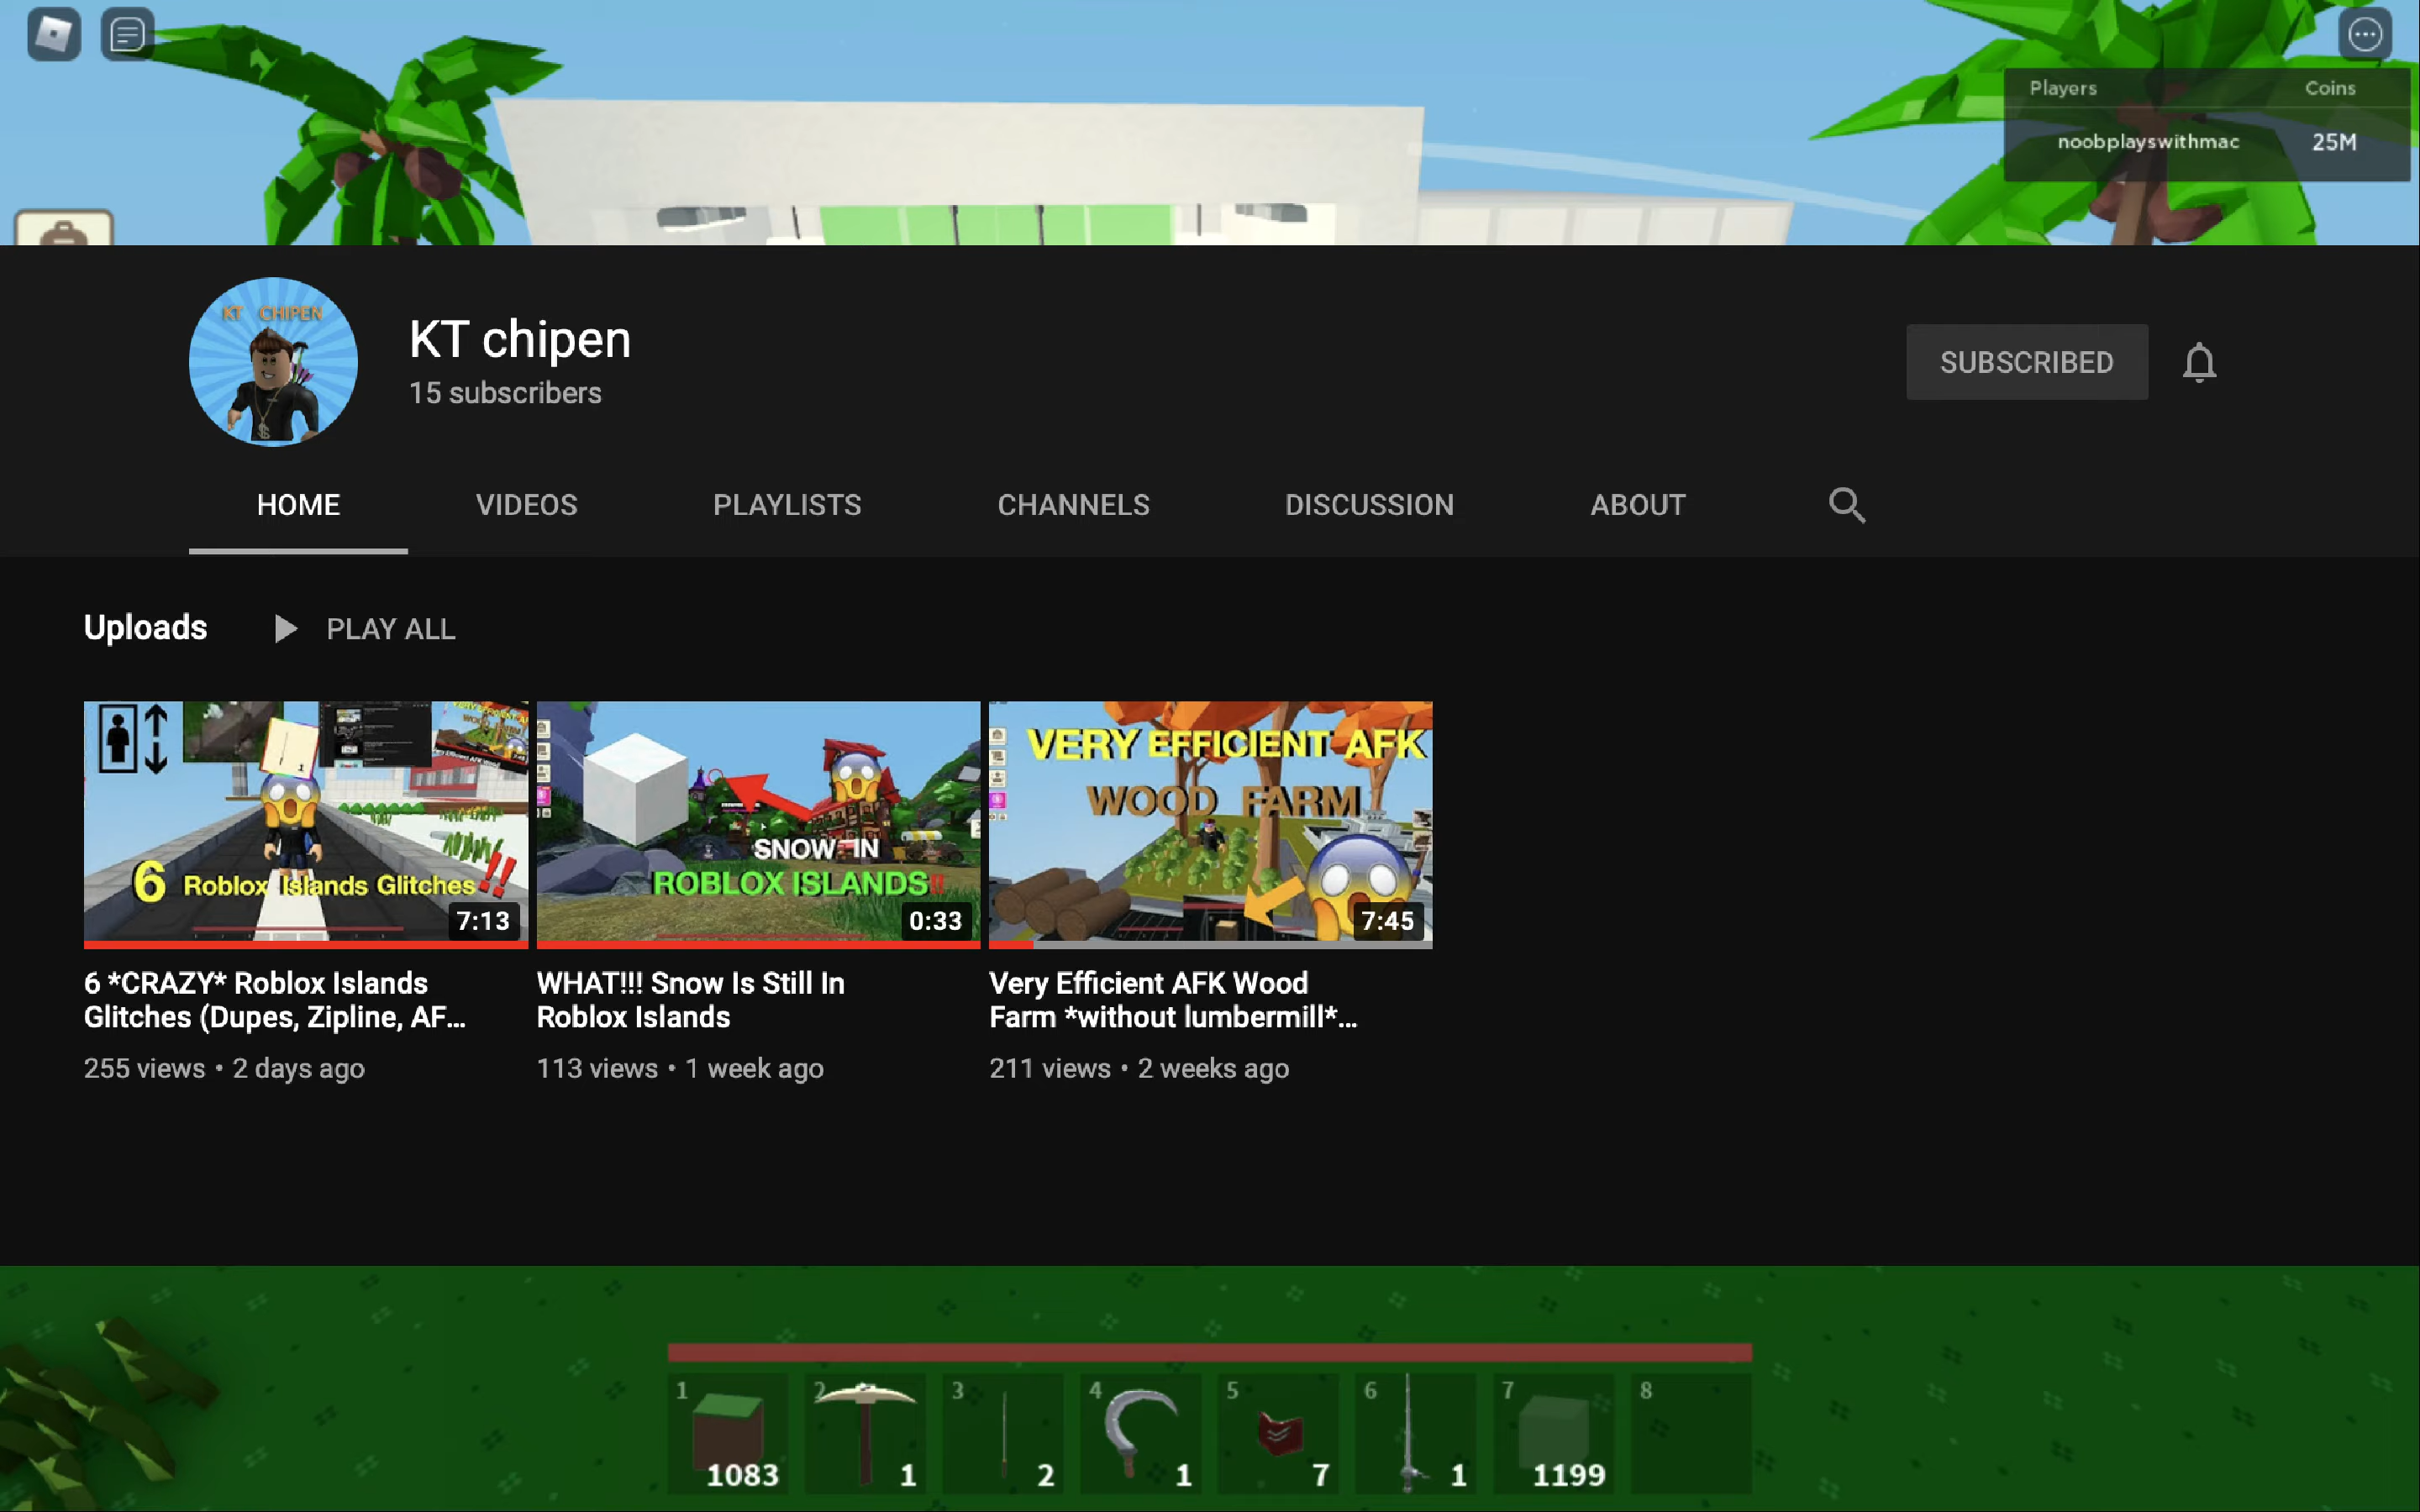 Players Coins
noobplayswithmac 25M
KT CHIPEN
KT chipen
15 subscribers
SUBSCRIBED
HOME VIDEOS PLAYLISTS CHANNELS DISCUSSION ABOUT
Uploads PLAY ALL
6 Roblox Islands Glitches!!
7:13
SNOW IN
ROBLOX ISLANDS!!
0:33
VERY EFFICIENT AFK
WOOD FARM
7:45
6 *CRAZY* Roblox Islands
Glitches (Dupes, Zipline, AF...
255 views • 2 days ago
WHAT!!! Snow Is Still In
Roblox Islands
113 views • 1 week ago
Very Efficient AFK Wood
Farm *without lumbermill*...
211 views • 2 weeks ago
1 2 3 4 5 6 7 8
1083 1 2 1 7 1 1199